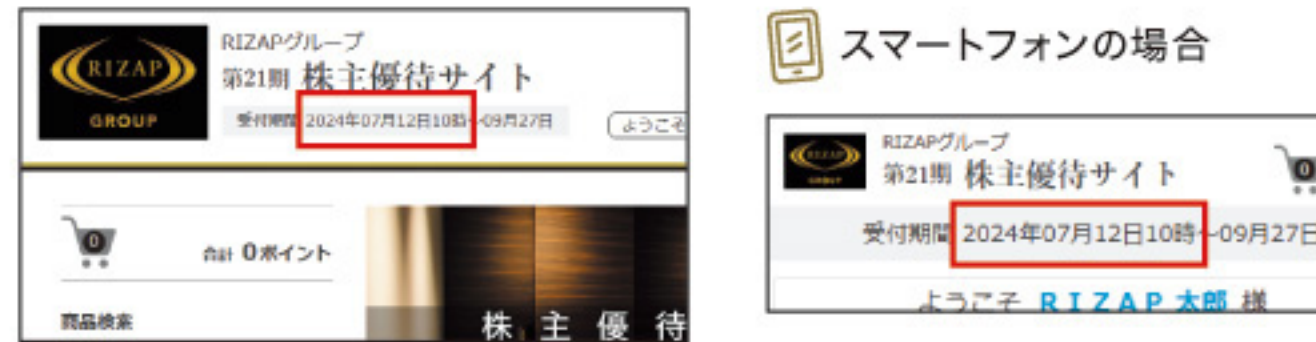 RIZAP
GROUP
RIZAPグループ
第21期 株主優待サイト
受付期間 2024年07月12日10時~09月27日
ようこそ
0
合計 0ポイント
商品検索
株主優待
スマートフォンの場合
RIZAP
GROUP
RIZAPグループ
第21期 株主優待サイト
0
受付期間 2024年07月12日10時~09月27日
ようこそ RIZAP 太郎 様